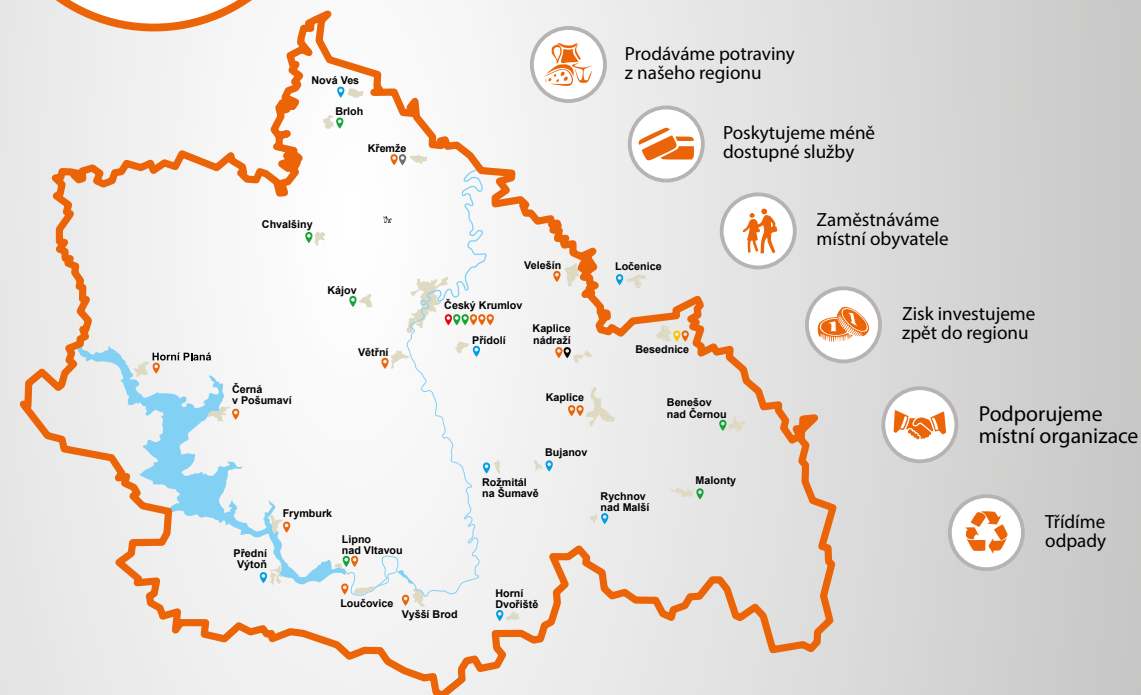 Nová Ves
Brloh
Křemže
Chvalšiny
Velešín
Ločenice
Kájov
Český Krumlov
Kaplice
nádraží
Přídolí
Besednice
Větřní
Horní Planá
Černá
v Pošumaví
Kaplice
Benešov
nad Černou
Bujanov
Rožmitál
na Šumavě
Malonty
Rychnov
nad Malší
Frymburk
Lipno
nad Vltavou
Přední
Výtoň
Loučovice
Vyšší Brod
Horní
Dvořiště
Prodáváme potraviny
z našeho regionu
Poskytujeme méně
dostupné služby
Zaměstnáváme
místní obyvatele
1
1
Zisk investujeme
zpět do regionu
Podporujeme
místní organizace
Třídíme
odpady